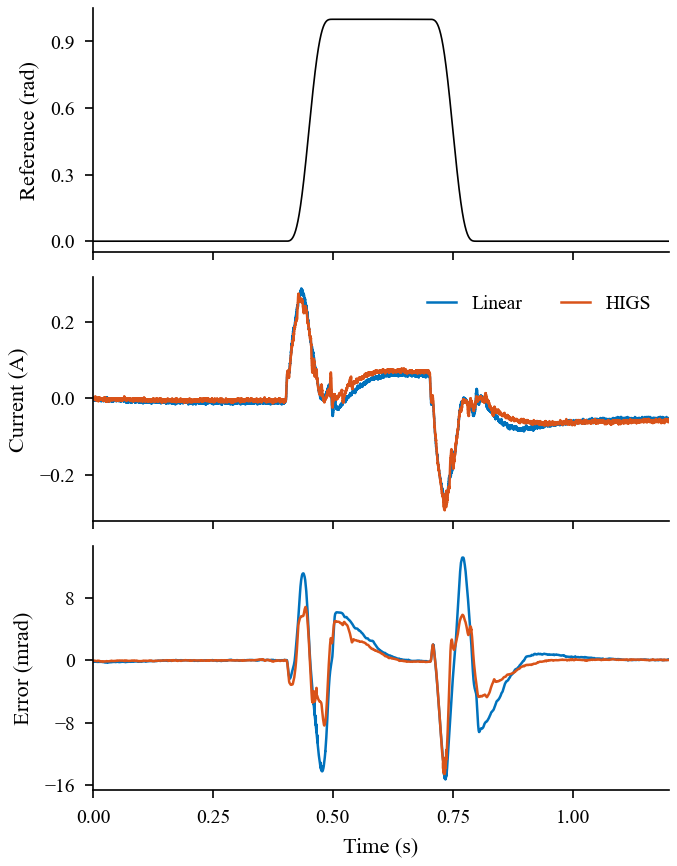 Reference (rad)
0.9
0.6
0.3
0.0
Current (A)
0.2
0.0
−0.2
Linear
HIGS
Error (mrad)
8
0
−8
−16
0.00
0.25
0.50
0.75
1.00
Time (s)